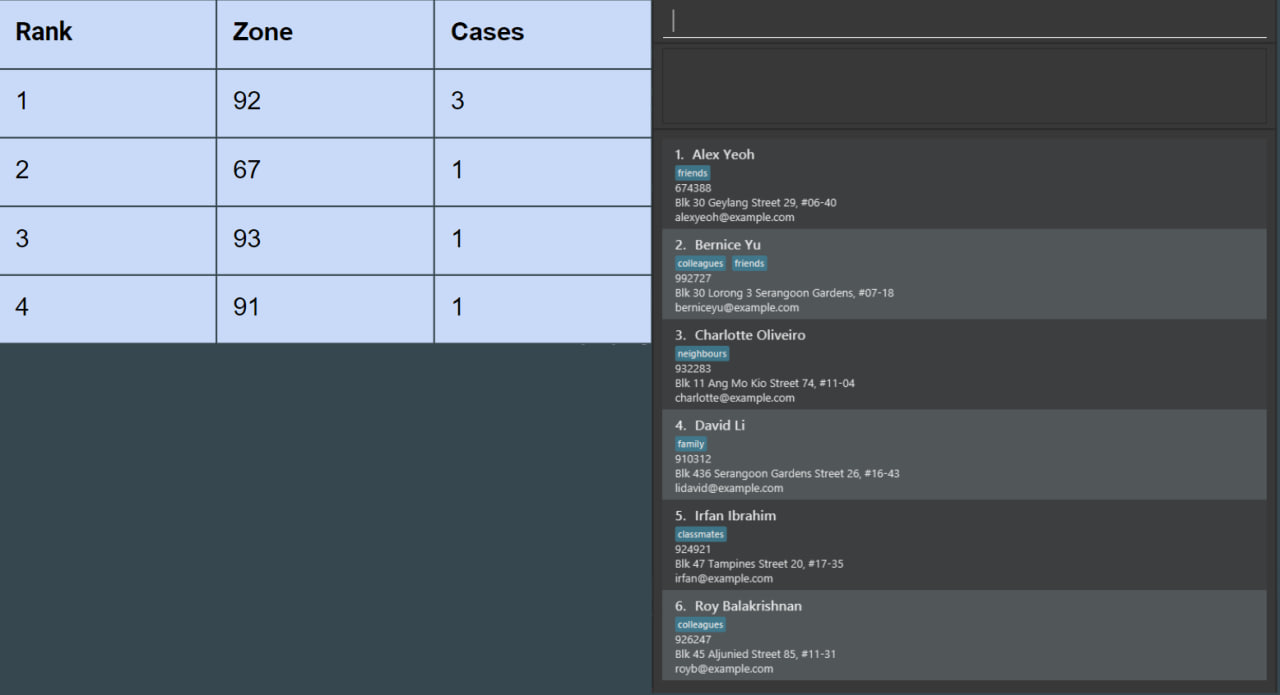 Rank Zone Cases
1 92 3
2 67 1
3 93 1
4 91 1
1. Alex Yeoh
friends
674388
Blk 30 Geylang Street 29, #06-40
alexyeoh@example.com
2. Bernice Yu
colleagues friends
992727
Blk 30 Lorong 3 Serangoon Gardens, #07-18
berniceyu@example.com
3. Charlotte Oliveiro
neighbours
932283
Blk 11 Ang Mo Kio Street 74, #11-04
charlotte@example.com
4. David Li
family
910312
Blk 436 Serangoon Gardens Street 26, #16-43
lidavid@example.com
5. Irfan Ibrahim
classmates
924921
Blk 47 Tampines Street 20, #17-35
irfan@example.com
6. Roy Balakrishnan
colleagues
926247
Blk 45 Aljunied Street 85, #11-31
royb@example.com